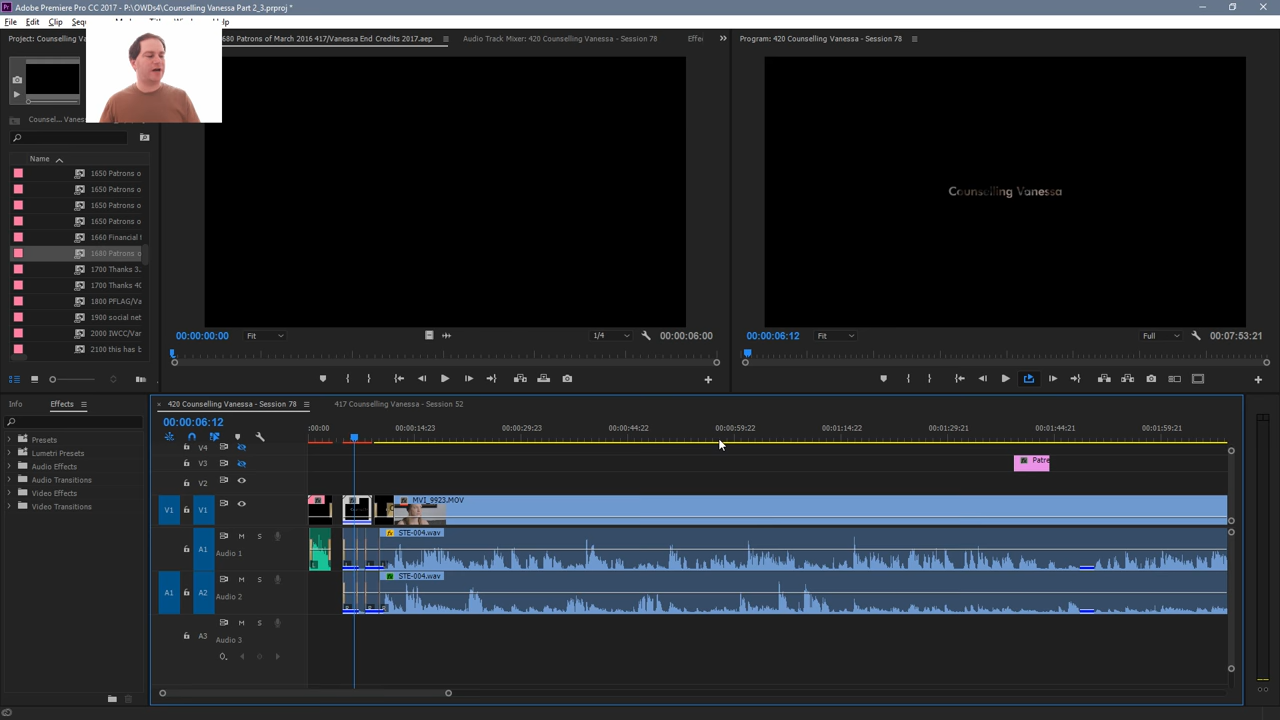 Adobe Premiere Pro CC 2017 - P:\OWDs4\Counselling Vanessa Part 2_3.prproj *
File Edit Clip Sequ
Help
Project: Counselling Va
680 Patrons of March 2016 417/Vanessa End Credits 2017.aep
Audio Track Mixer: 420 Counselling Vanessa - Session 78
Effe
Program: 420 Counselling Vanessa - Session 78
Counsel... Vanes
Name
1650 Patrons o
1650 Patrons o
1650 Patrons o
1650 Patrons o
1660 Financial
1680 Patrons o
1700 Thanks 3
1700 Thanks 4
1800 PFLAG/Va
1900 social net
2000 IWCC/Var
2100 this has b
Counselling Vanessa
00:00:00:00
Fit
1/4
00:00:06:00
00:00:06:12
Fit
Full
00:07:53:21
Info
Effects
Presets
Lumetri Presets
Audio Effects
Audio Transitions
Video Effects
Video Transitions
420 Counselling Vanessa - Session 78
417 Counselling Vanessa - Session 52
00:00:06:12
:00:00
00:00:14:23
00:00:29:23
00:00:44:22
00:00:59:22
00:01:14:22
00:01:29:21
00:01:44:21
00:01:59:21
V4
V3
Patre
V2
V1
V1
MVI_9923.MOV
A1
M
S
STE-004.wav
Audio 1
A1
A2
M
S
STE-004.wav
Audio 2
A3
M
S
Audio 3